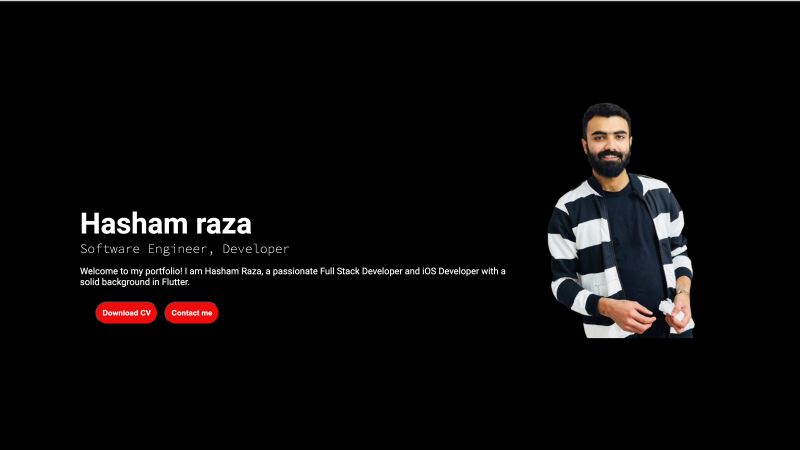 Hasham raza
Software Engineer, Developer
Welcome to my portfolio! I am Hasham Raza, a passionate Full Stack Developer and iOS Developer with a
solid background in Flutter.
Download CV
Contact me